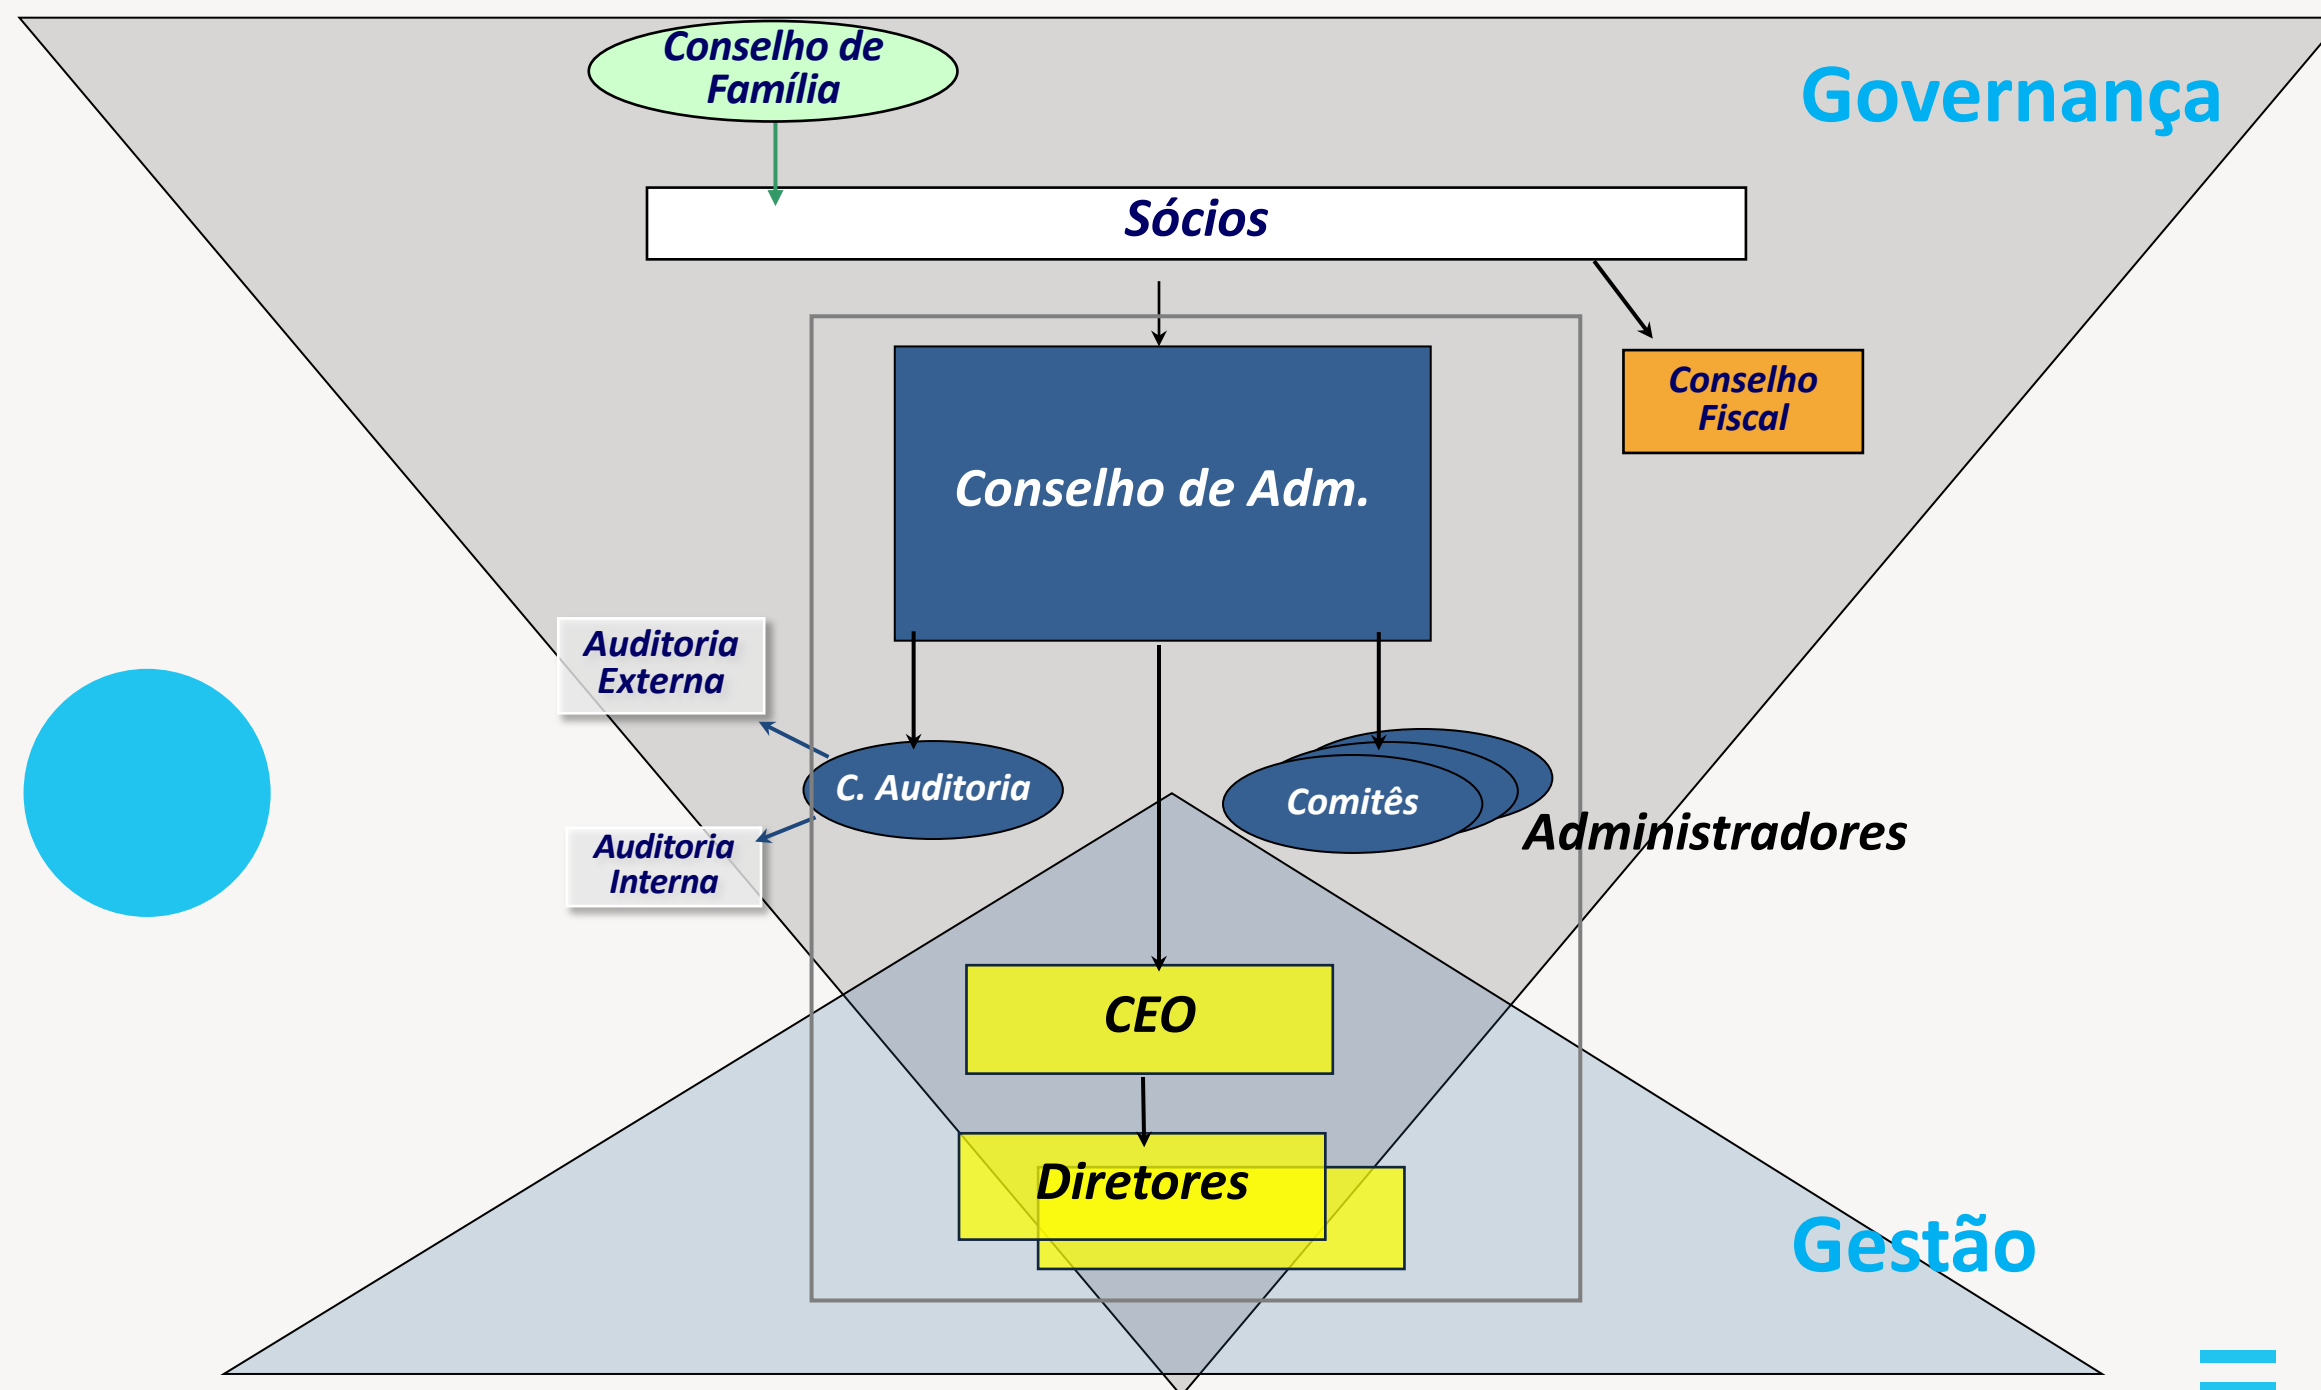 Conselho de
Família
Governança
Sócios
Conselho
Fiscal
Conselho de Adm.
Auditoria
Externa
C. Auditoria
Comitês
Administradores
Auditoria
Interna
CEO
Diretores
Gestão